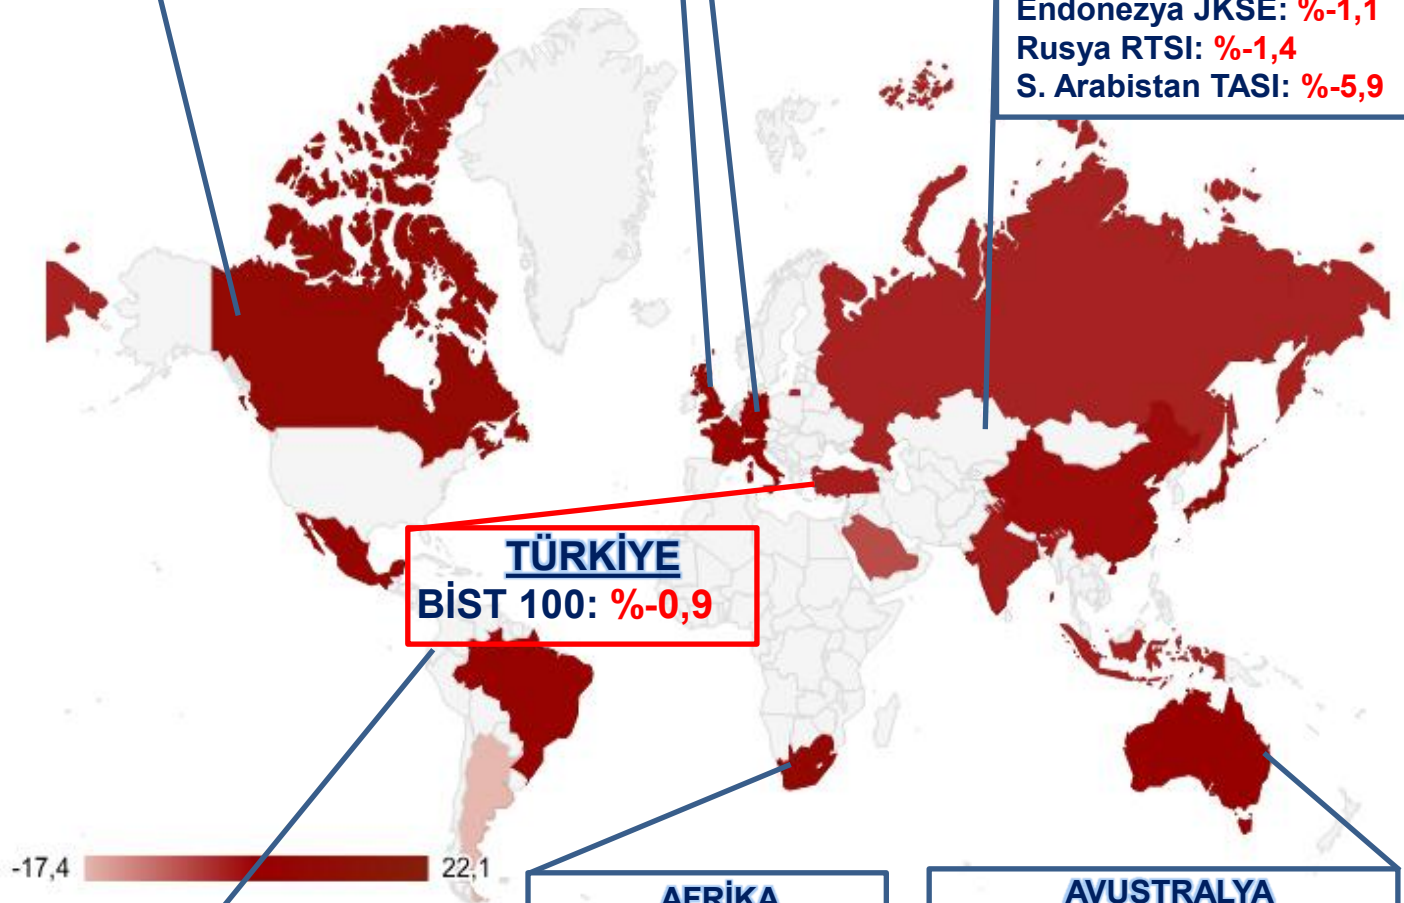 Endonezya JKSE: %-1,1
Rusya RTSI: %-1,4
S. Arabistan TASI: %-5,9
TÜRKİYE
BİST 100: %-0,9
-17,4
22,1
AFRİKA
AVUSTRALYA